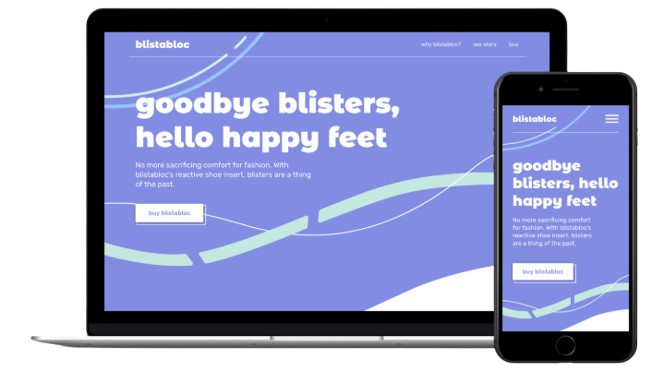 blistabloc
why blistabloc? our story buy
goodbye blisters,
hello happy feet
No more sacrificing comfort for fashion. With
blistabloc's reactive shoe insert, blisters are a thing
of the past.
buy blistabloc
blistabloc
goodbye
blisters, hello
happy feet
No more sacrificing comfort
for fashion. With blistabloc's
reactive shoe insert, blisters
are a thing of the past.
buy blistabloc